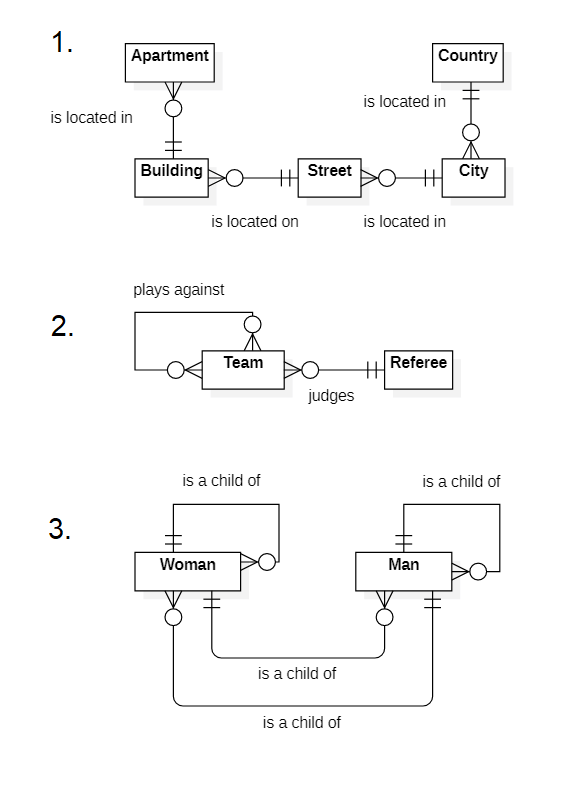 1.
Apartment
Country
is located in
is located in
Building
Street
City
is located on
is located in
plays against
2.
Team
Referee
judges
is a child of
is a child of
3.
Woman
Man
is a child of
is a child of